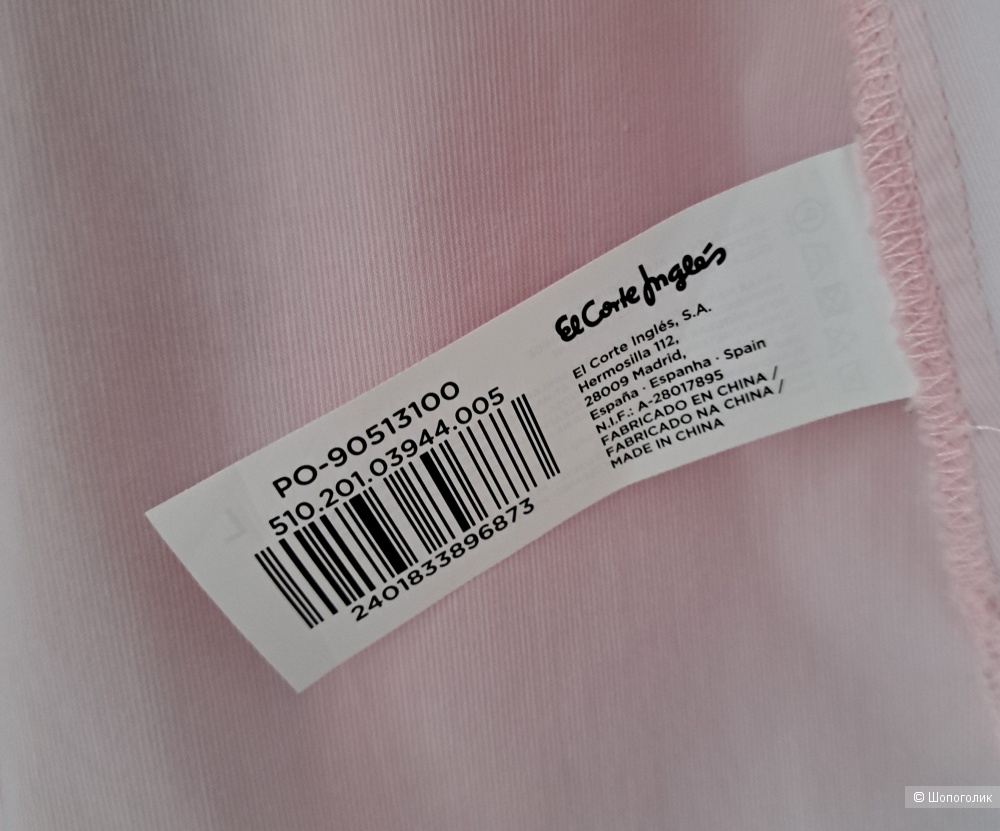 El Corte Inglés
El Corte Inglés, S.A.
Hermosilla 112,
28009 Madrid,
España · Espanha · Spain
N.I.F.: A-28017895
FABRICADO EN CHINA /
FABRICADO NA CHINA /
MADE IN CHINA
PO-90513100
510.201.03944.005
2401833896873
© Шопоголик